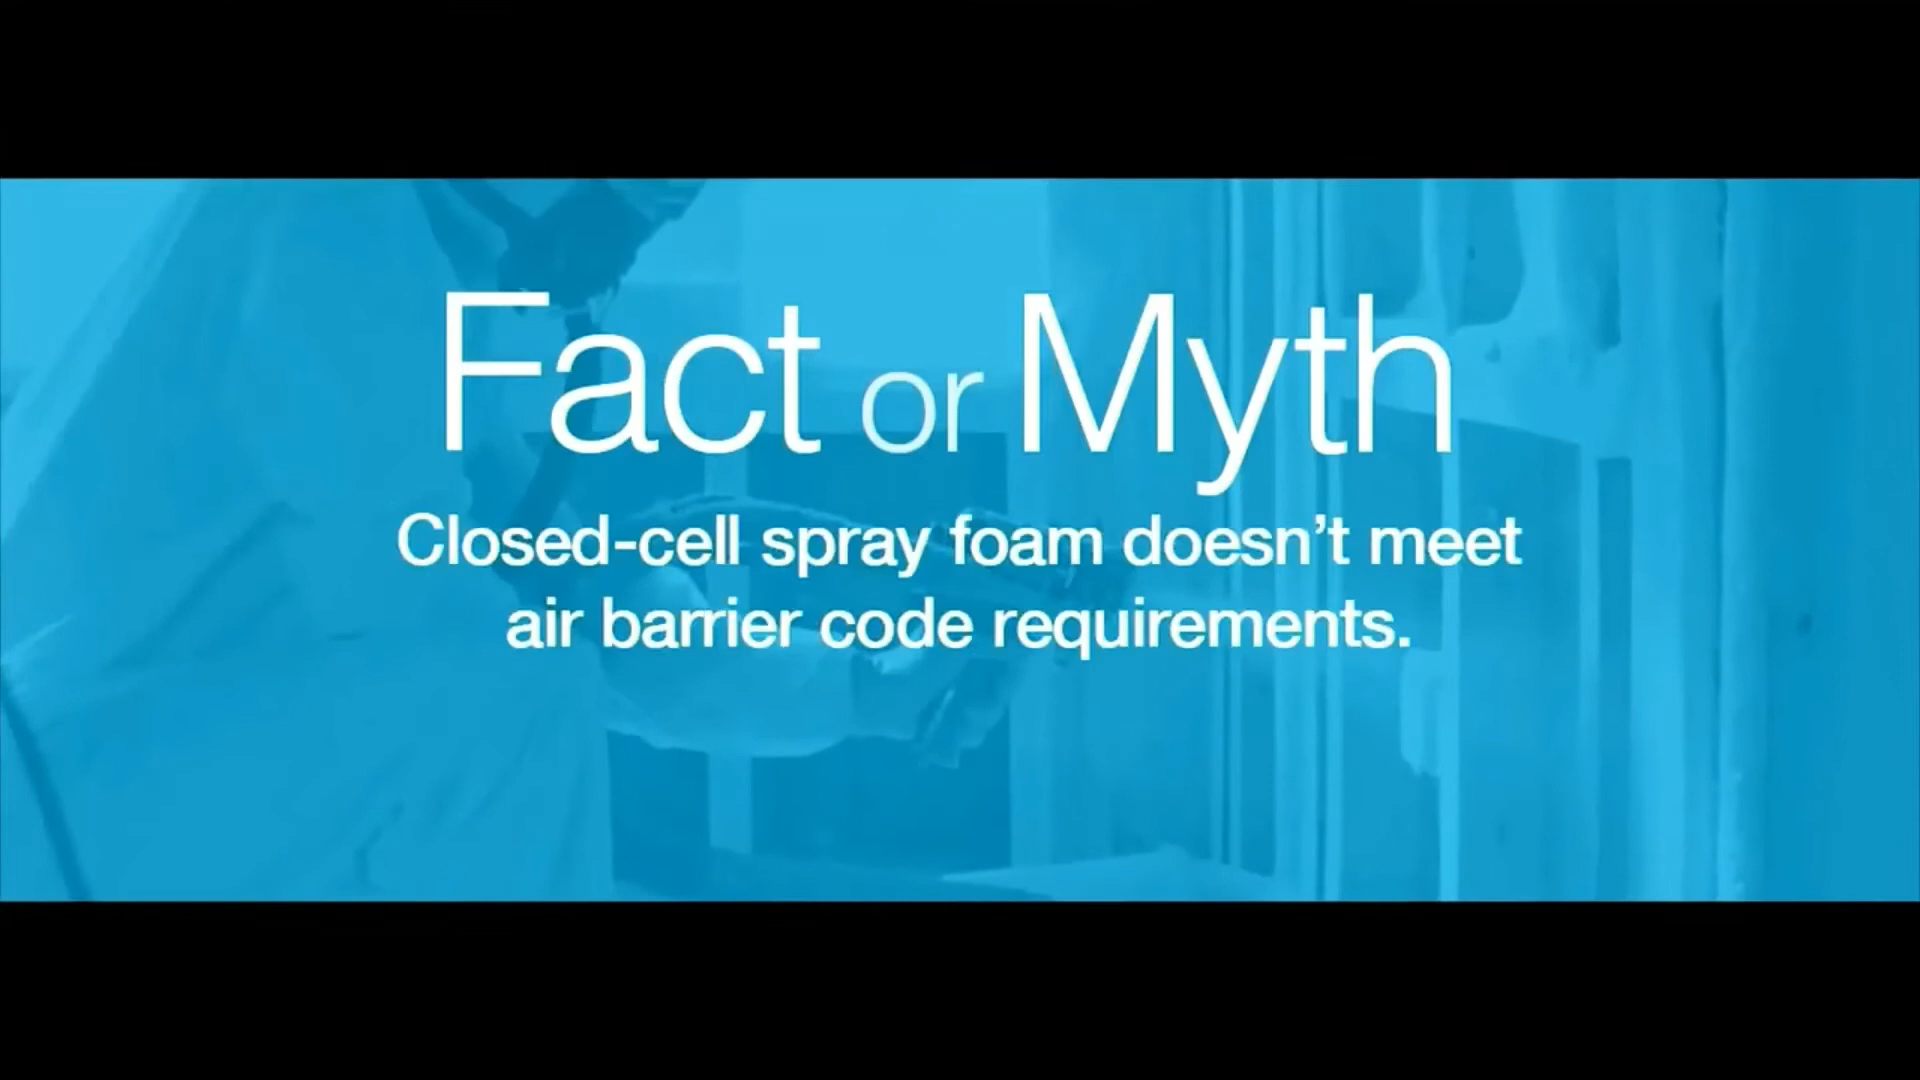 Fact or Myth
Closed-cell spray foam doesn't meet
air barrier code requirements.